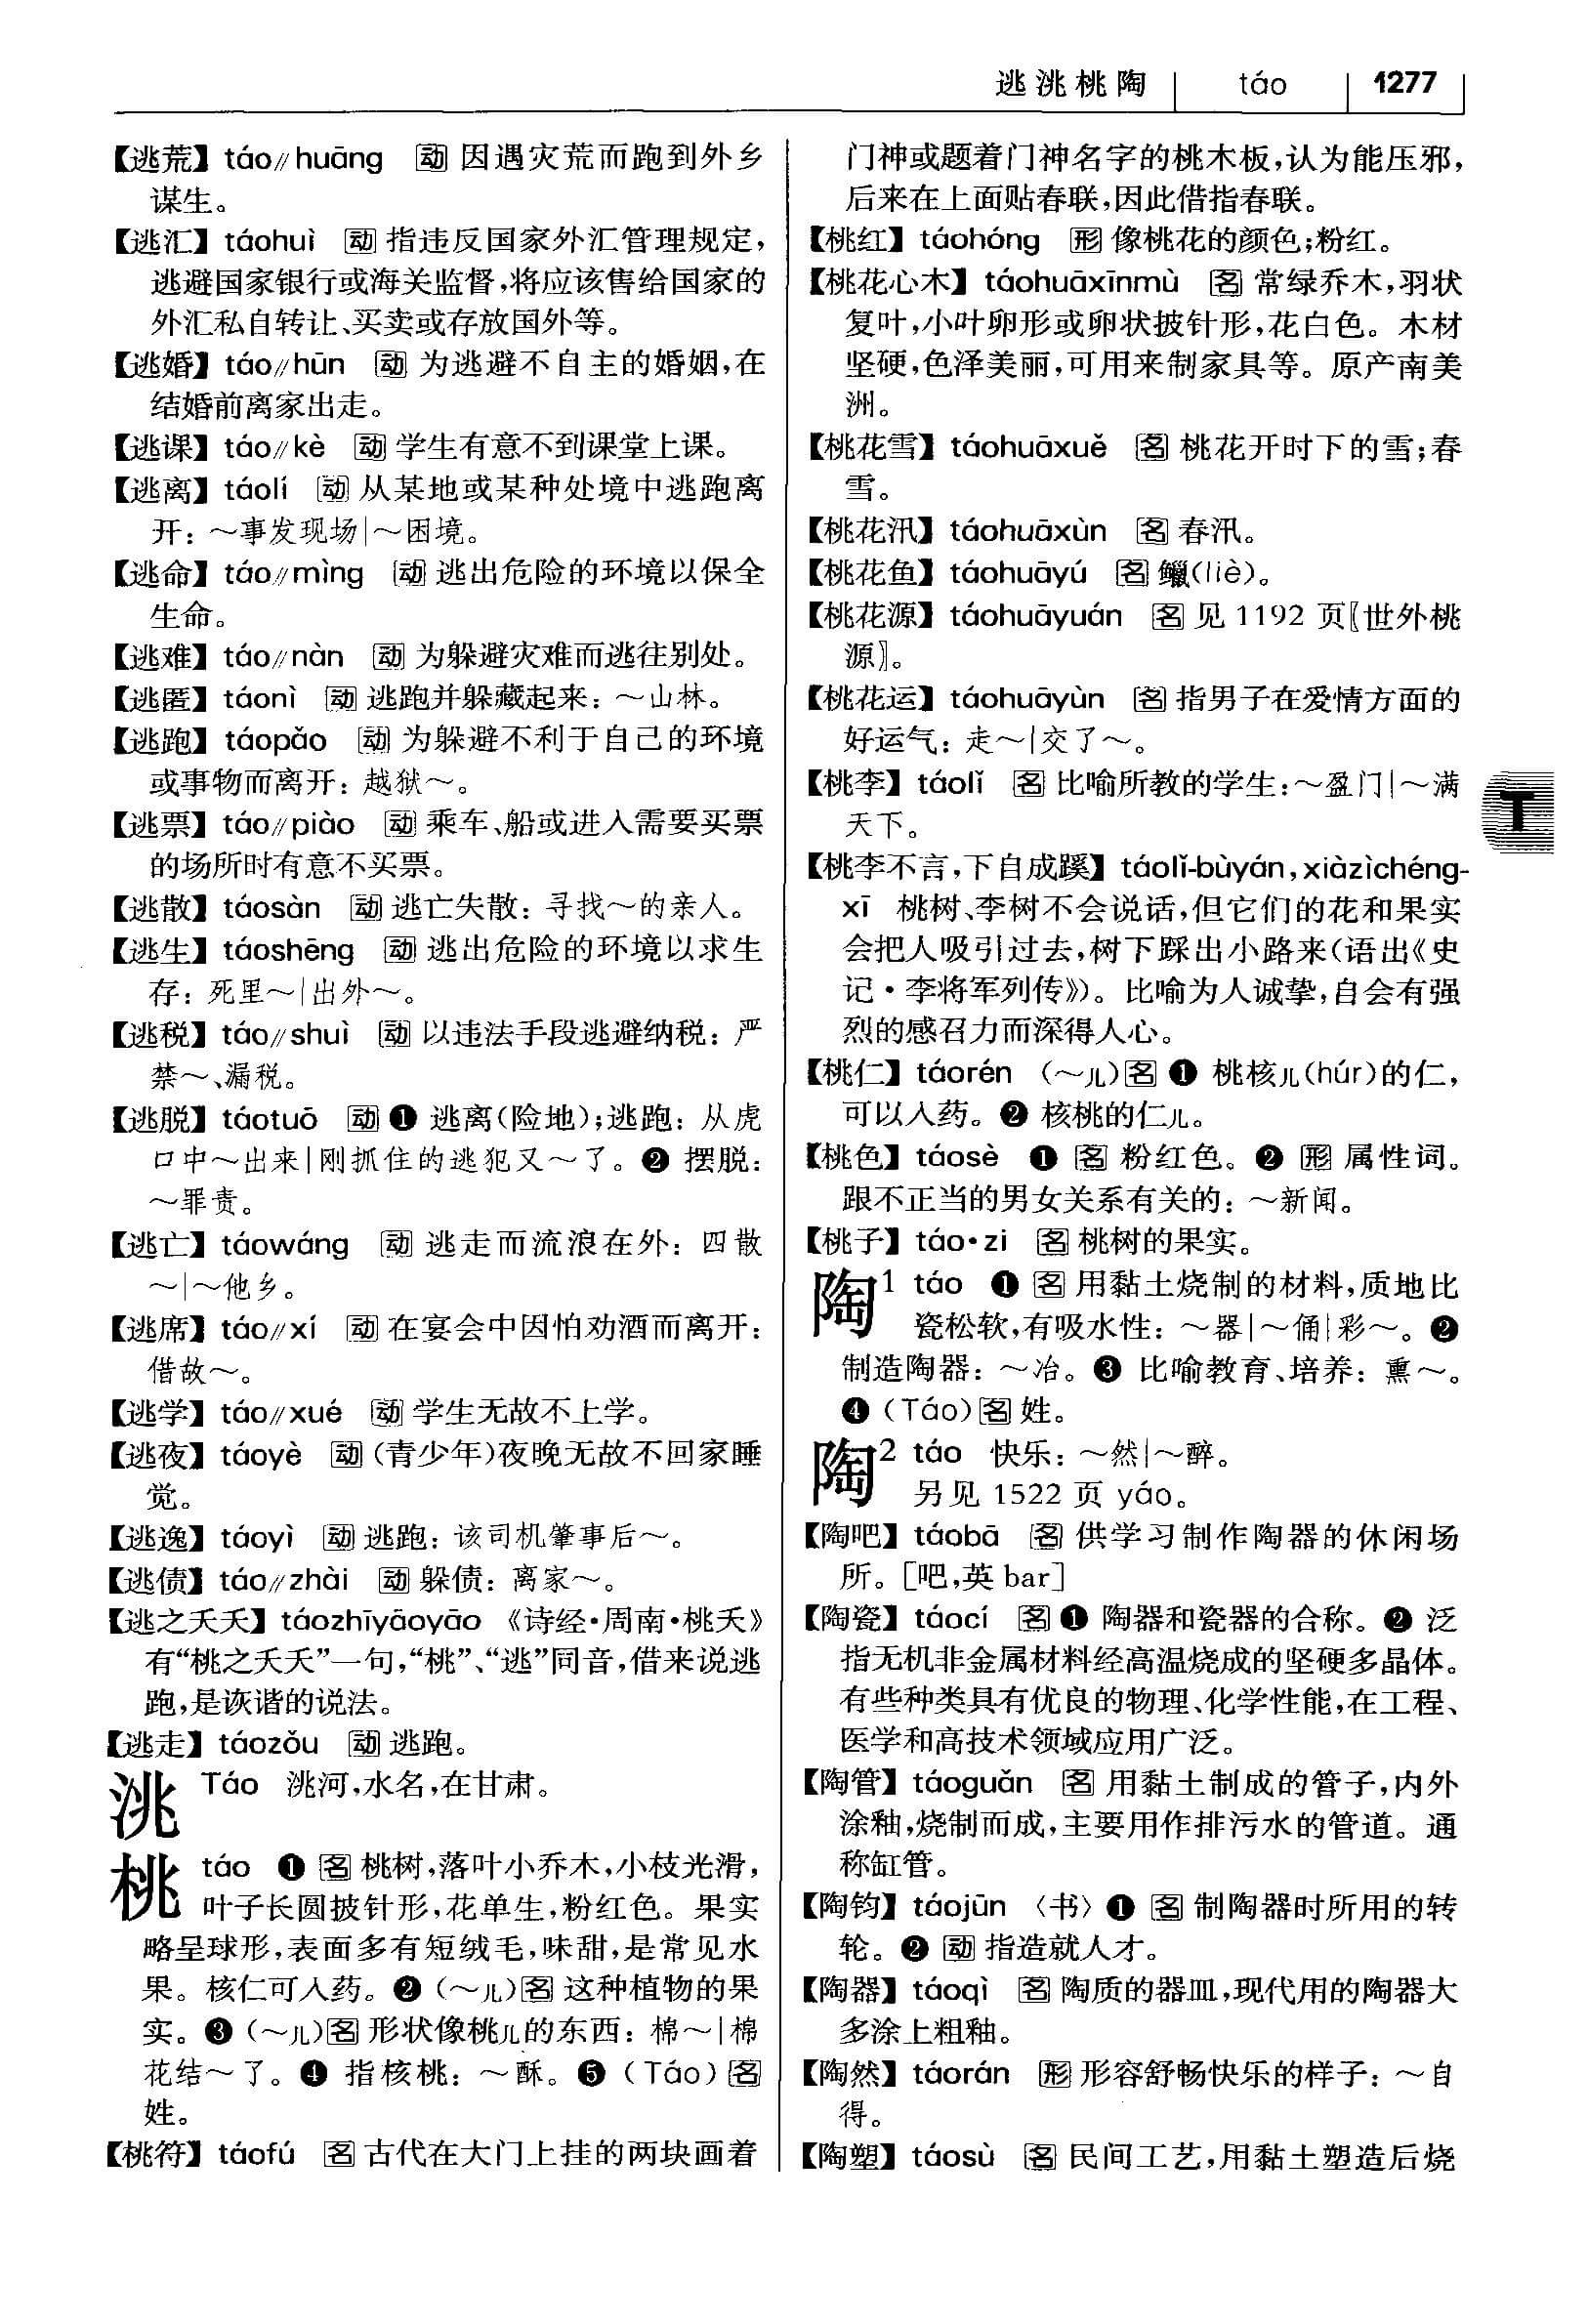 逃洮桃陶 táo 1277
【逃荒】 táo∥huāng 动 因遇灾荒而跑到外乡
谋生。
【逃汇】 táohuì 动 指违反国家外汇管理规定，
逃避国家银行或海关监督，将应该售给国家的
外汇私自转让、买卖或存放国外等。
【逃婚】 táo∥hūn 动 为逃避不自主的婚姻，在
结婚前离家出走。
【逃课】 táo∥kè 动 学生有意不到课堂上课。
【逃离】 táolí 动 从某地或某种处境中逃跑离
开：～事发现场|～困境。
【逃命】 táo∥mìng 动 逃出危险的环境以保全
生命。
【逃难】 táo∥nàn 动 为躲避灾难而逃往别处。
【逃匿】 táonì 动 逃跑并躲藏起来：～山林。
【逃跑】 táopǎo 动 为躲避不利于自己的环境
或事物而离开：越狱～。
【逃票】 táo∥piào 动 乘车、船或进入需要买票
的场所时有意不买票。
【逃散】 táosàn 动 逃亡失散：寻找～的亲人。
【逃生】 táoshēng 动 逃出危险的环境以求生
存：死里～|出外～。
【逃税】 táo∥shuì 动 以违法手段逃避纳税：严
禁～、漏税。
【逃脱】 táotuō 动 ❶ 逃离（险地）；逃跑：从虎
口中～出来|刚抓住的逃犯又～了。❷ 摆脱：
～罪责。
【逃亡】 táowáng 动 逃走而流浪在外：四散
～|～他乡。
【逃席】 táo∥xí 动 在宴会中因怕劝酒而离开：
借故～。
【逃学】 táo∥xué 动 学生无故不上学。
【逃夜】 táoyè 动 （青少年）夜晚无故不回家睡
觉。
【逃逸】 táoyì 动 逃跑：该司机肇事后～。
【逃债】 táo∥zhài 动 躲债：离家～。
【逃之夭夭】 táozhīyāoyāo 《诗经·周南·桃夭》
有“桃之夭夭”一句，“桃”、“逃”同音，借来说逃
跑，是诙谐的说法。
【逃走】 táozǒu 动 逃跑。
洮 Táo 洮河，水名，在甘肃。
桃 táo ❶ 名 桃树，落叶小乔木，小枝光滑，
叶子长圆披针形，花单生，粉红色。果实
略呈球形，表面多有短绒毛，味甜，是常见水
果。核仁可入药。❷（～儿）名 这种植物的果
实。❸（～儿）名 形状像桃儿的东西：棉～|棉
花结～了。❹ 指核桃：～酥。❺（Táo）名
姓。
【桃符】 táofú 名 古代在大门上挂的两块画着
门神或题着门神名字的桃木板，认为能压邪，
后来在上面贴春联，因此借指春联。
【桃红】 táohóng 形 像桃花的颜色；粉红。
【桃花心木】 táohuāxīnmù 名 常绿乔木，羽状
复叶，小叶卵形或卵状披针形，花白色。木材
坚硬，色泽美丽，可用来制家具等。原产南美
洲。
【桃花雪】 táohuāxuě 名 桃花开时下的雪；春
雪。
【桃花汛】 táohuāxùn 名 春汛。
【桃花鱼】 táohuāyú 名 鱲（liè）。
【桃花源】 táohuāyuán 名 见 1192 页〖世外桃
源〗。
【桃花运】 táohuāyùn 名 指男子在爱情方面的
好运气：走～|交了～。
【桃李】 táolǐ 名 比喻所教的学生：～盈门|～满
天下。
【桃李不言，下自成蹊】 táolǐ-bùyán，xiàzìchéng-
xī 桃树、李树不会说话，但它们的花和果实
会把人吸引过去，树下踩出小路来（语出《史
记·李将军列传》）。比喻为人诚挚，自会有强
烈的感召力而深得人心。
【桃仁】 táorén （～儿）名 ❶ 桃核儿（húr）的仁，
可以入药。❷ 核桃的仁儿。
【桃色】 táosè ❶ 名 粉红色。❷ 形 属性词。
跟不正当的男女关系有关的：～新闻。
【桃子】 táo·zi 名 桃树的果实。
陶1 táo ❶ 名 用黏土烧制的材料，质地比
瓷松软，有吸水性：～器|～俑|彩～。❷
制造陶器：～冶。❸ 比喻教育、培养：熏～。
❹（Táo）名 姓。
陶2 táo 快乐：～然|～醉。
另见 1522 页 yáo。
【陶吧】 táobā 名 供学习制作陶器的休闲场
所。［吧，英 bar］
【陶瓷】 táocí 名 ❶ 陶器和瓷器的合称。❷ 泛
指无机非金属材料经高温烧成的坚硬多晶体。
有些种类具有优良的物理、化学性能，在工程、
医学和高技术领域应用广泛。
【陶管】 táoguǎn 名 用黏土制成的管子，内外
涂釉，烧制而成，主要用作排污水的管道。通
称缸管。
【陶钧】 táojūn 〈书〉❶ 名 制陶器时所用的转
轮。❷ 动 指造就人才。
【陶器】 táoqì 名 陶质的器皿，现代用的陶器大
多涂上粗釉。
【陶然】 táorán 形 形容舒畅快乐的样子：～自
得。
【陶塑】 táosù 名 民间工艺，用黏土塑造后烧
T